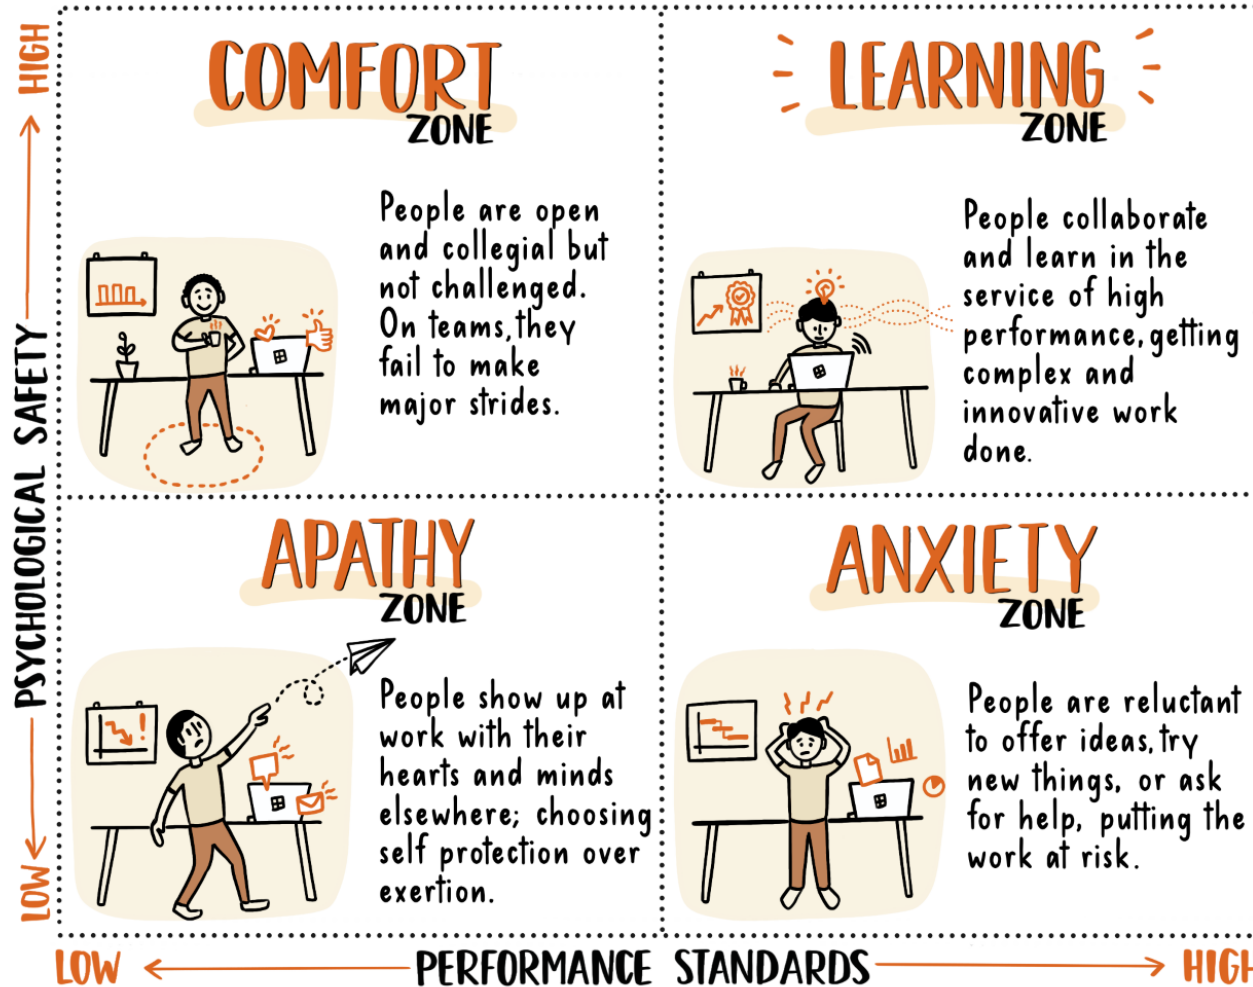 HIGH
PSYCHOLOGICAL SAFETY
LOW
COMFORT
ZONE
People are open
and collegial but
not challenged.
On teams, they
fail to make
major strides.
LEARNING
ZONE
People collaborate
and learn in the
service of high
performance, getting
complex and
innovative work
done.
APATHY
ZONE
People show up at
work with their
hearts and minds
elsewhere; choosing
self protection over
exertion.
ANXIETY
ZONE
People are reluctant
to offer ideas, try
new things, or ask
for help, putting the
work at risk.
LOW
PERFORMANCE STANDARDS
HIGH